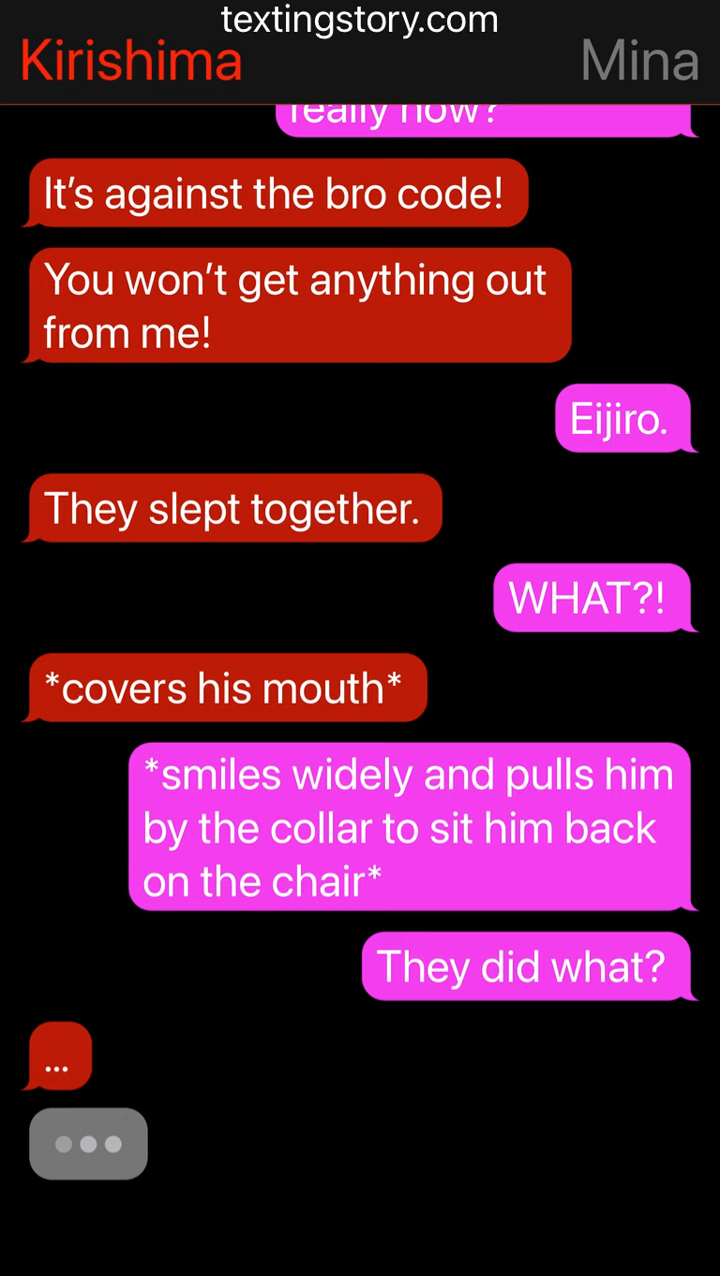 textingstory.com
Kirishima
Mina
really now?
It’s against the bro code!
You won’t get anything out
from me!
Eijiro.
They slept together.
WHAT?!
*covers his mouth*
*smiles widely and pulls him
by the collar to sit him back
on the chair*
They did what?
...